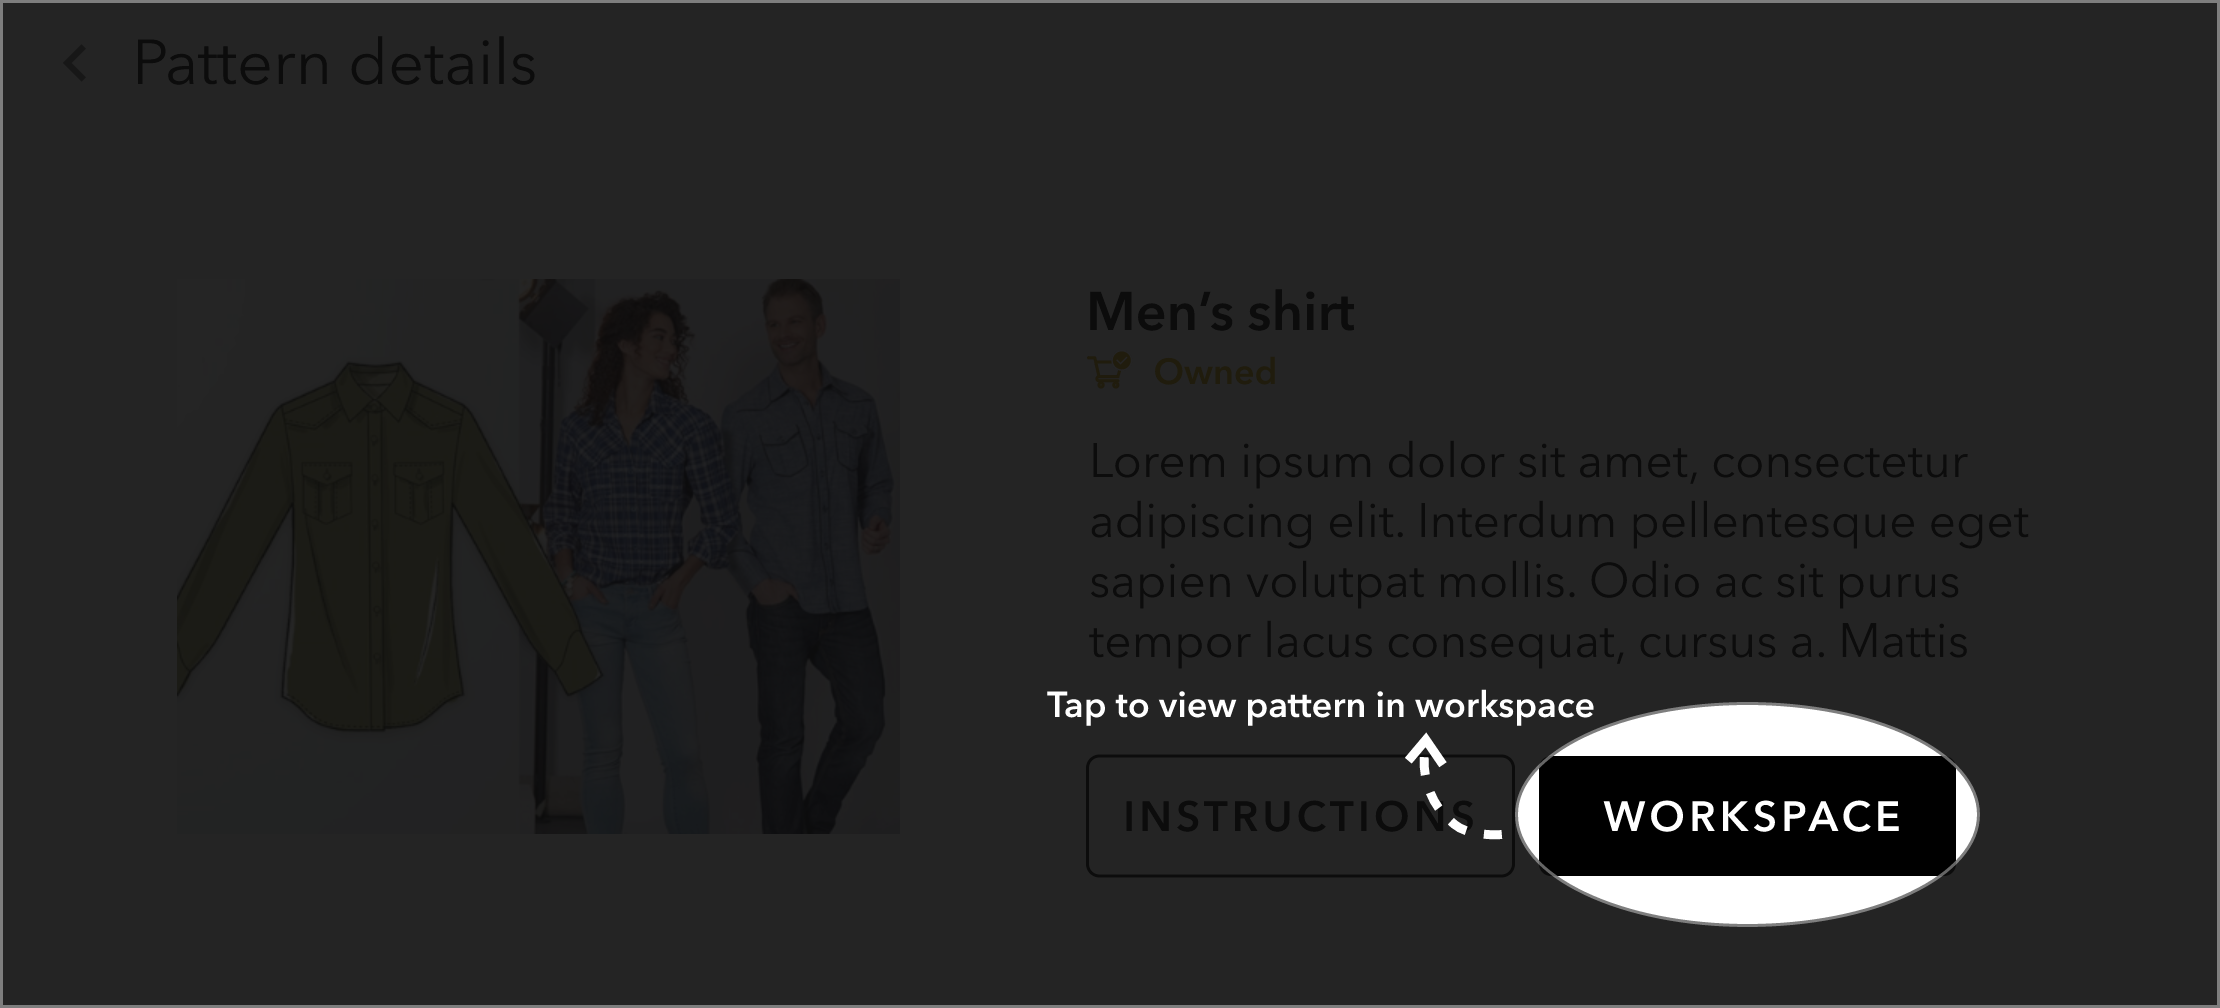 Pattern details
Men’s shirt
Owned
Lorem ipsum dolor sit amet, consectetur
adipiscing elit. Interdum pellentesque eget
sapien volutpat mollis. Odio ac sit purus
tempor lacus consequat, cursus a. Mattis
Tap to view pattern in workspace
INSTRUCTIONS
WORKSPACE